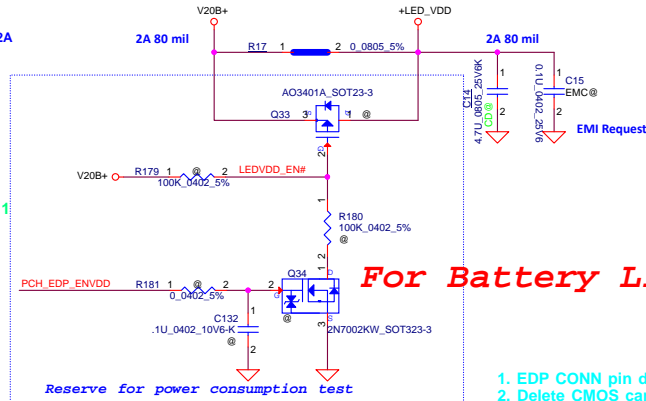 V20B+
+LED_VDD
2A
2A 80 mil
R17 1 2 0_0805_5%
2A 80 mil
AO3401A_SOT23-3
Q33 3 1 @
2
C14
4.7U_0805_25V6K
CD@
1
2
0.1U_0402_25V6
1
C15
EMC@
2
EMI Request
V20B+
R179 1 @ 2
100K_0402_5%
LEDVDD_EN#
1
1
R180
100K_0402_5%
@
2
PCH_EDP_ENVDD
R181 1 @ 2
0_0402_5%
2
Q34
1
D
G
S
@
3
2N7002KW_SOT323-3
1
C132
.1U_0402_10V6-K
@
2
For Battery L
Reserve for power consumption test
1. EDP CONN pin d
2. Delete CMOS ca